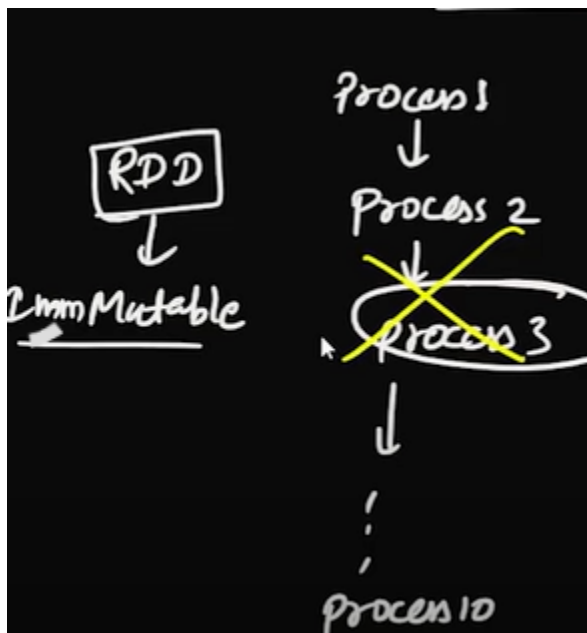 Process 1
RDD
Process 2
ImmMutable
process 3
process 10